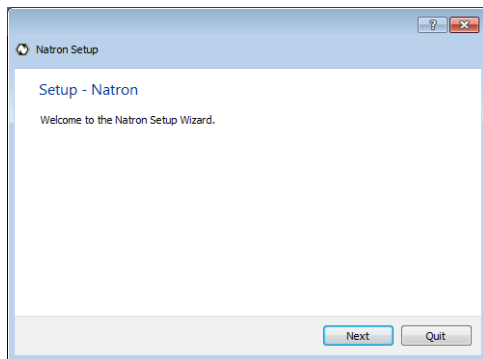 Natron Setup
Setup - Natron
Welcome to the Natron Setup Wizard.
Next Quit